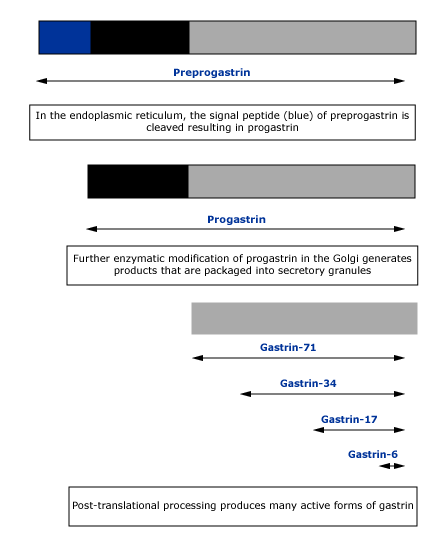 Preprogastrin
In the endoplasmic reticulum, the signal peptide (blue) of preprogastrin is
cleaved resulting in progastrin
Progastrin
Further enzymatic modification of progastrin in the Golgi generates
products that are packaged into secretory granules
Gastrin-71
Gastrin-34
Gastrin-17
Gastrin-6
Post-translational processing produces many active forms of gastrin